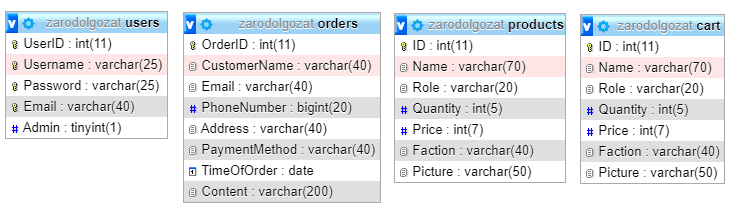 zarodolgozat users
UserID : int(11)
Username : varchar(25)
Password : varchar(25)
Email : varchar(40)
Admin : tinyint(1)
zarodolgozat orders
OrderID : int(11)
CustomerName : varchar(40)
Email : varchar(40)
PhoneNumber : bigint(20)
Address : varchar(40)
PaymentMethod : varchar(40)
TimeOfOrder : date
Content : varchar(200)
zarodolgozat products
ID : int(11)
Name : varchar(70)
Role : varchar(20)
Quantity : int(5)
Price : int(7)
Faction : varchar(40)
Picture : varchar(50)
zarodolgozat cart
ID : int(11)
Name : varchar(70)
Role : varchar(20)
Quantity : int(5)
Price : int(7)
Faction : varchar(40)
Picture : varchar(50)